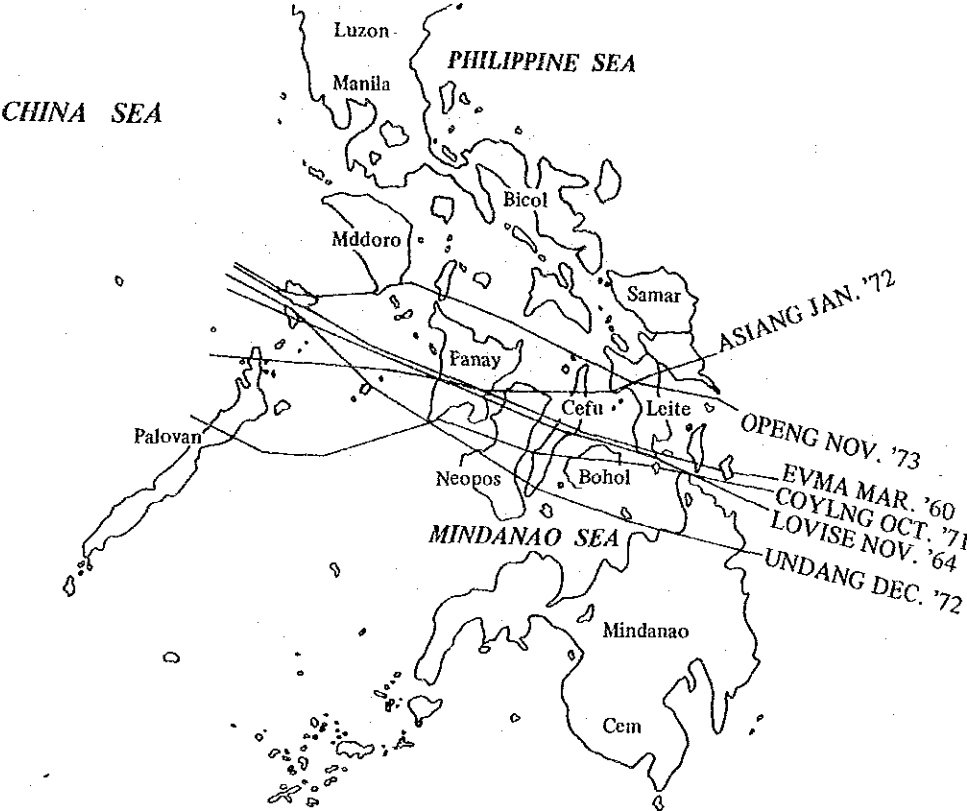 Luzon
PHILIPPINE SEA
Manila
CHINA SEA
Bicol
Mddoro
Samar
ASIANG JAN. '72
Panay
Cefu
Leite
OPENG NOV. '73
Palovan
Neopos
Bohol
EVMA MAR. '60
COYLNG OCT. '71
LOVISE NOV. '64
MINDANAO SEA
UNDANG DEC. '72
Mindanao
Cem